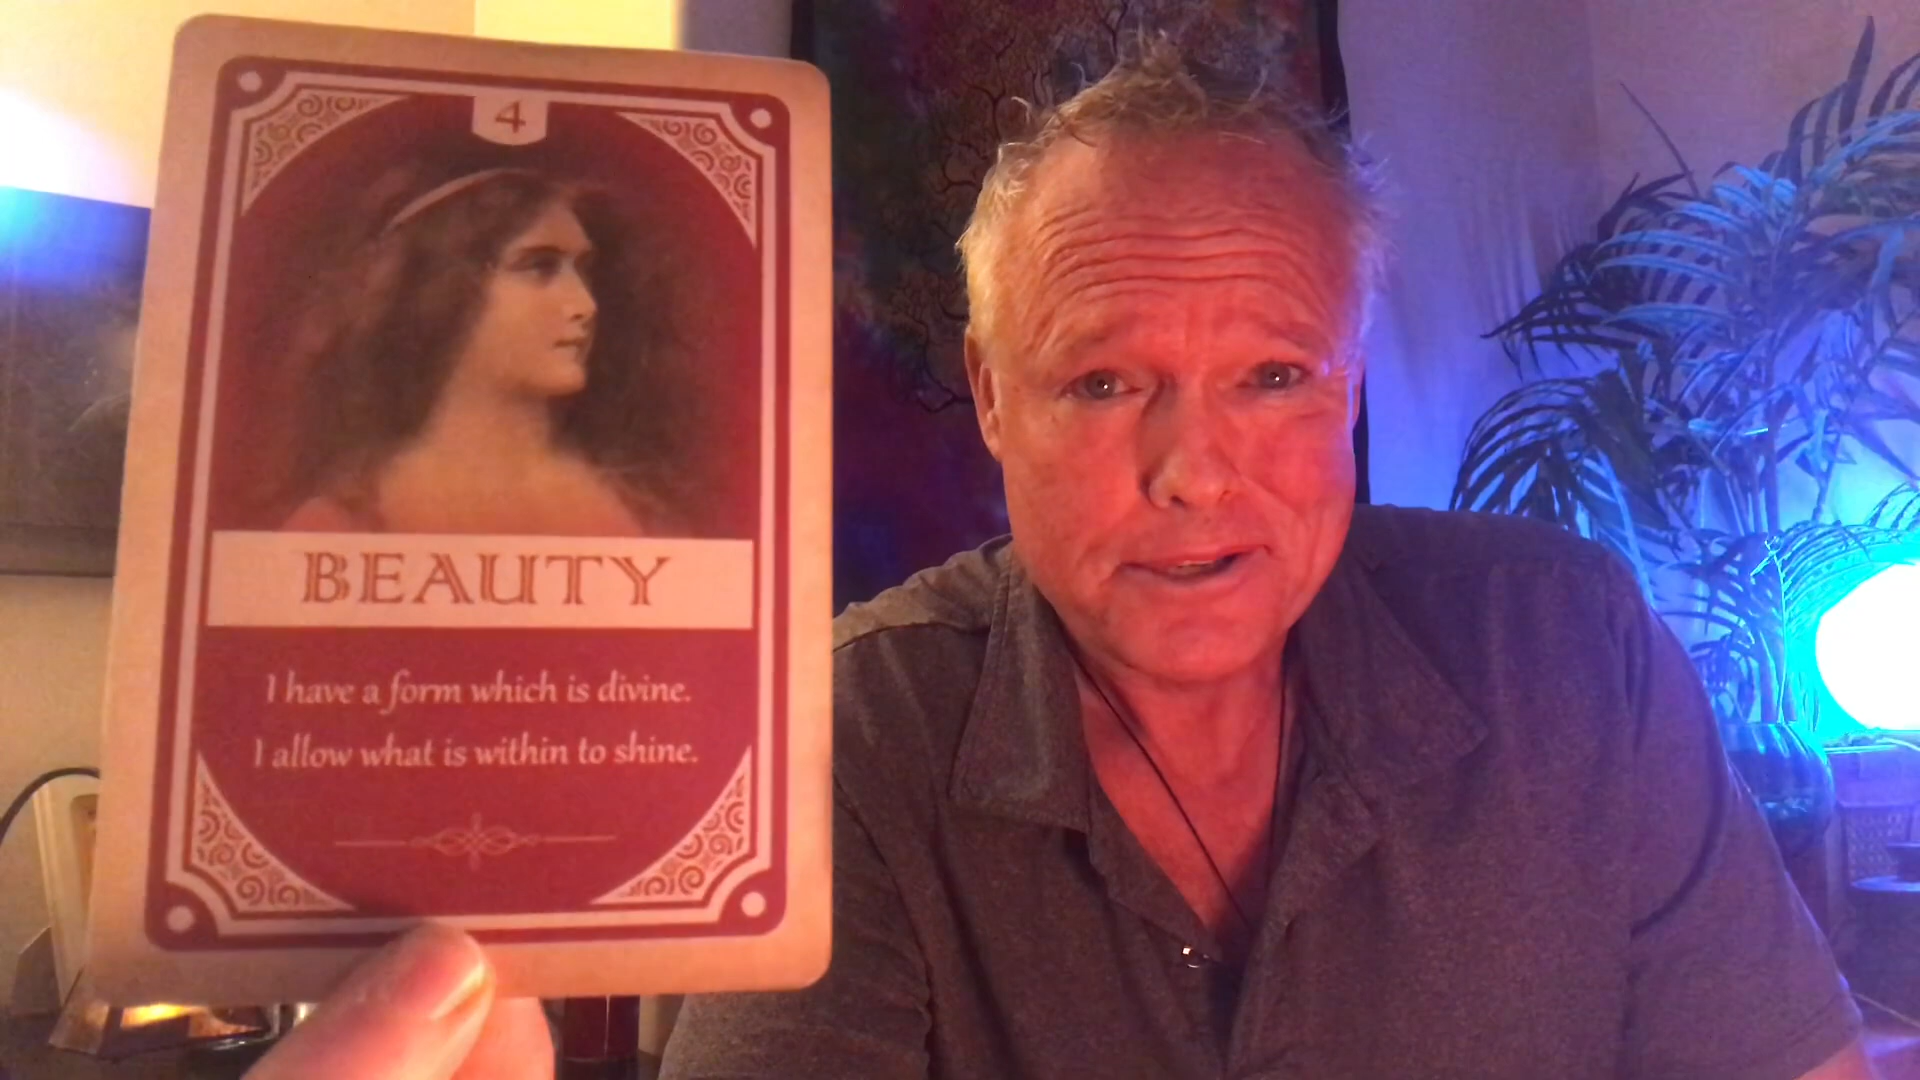 4
BEAUTY
I have a form which is divine.
I allow what is within to shine.